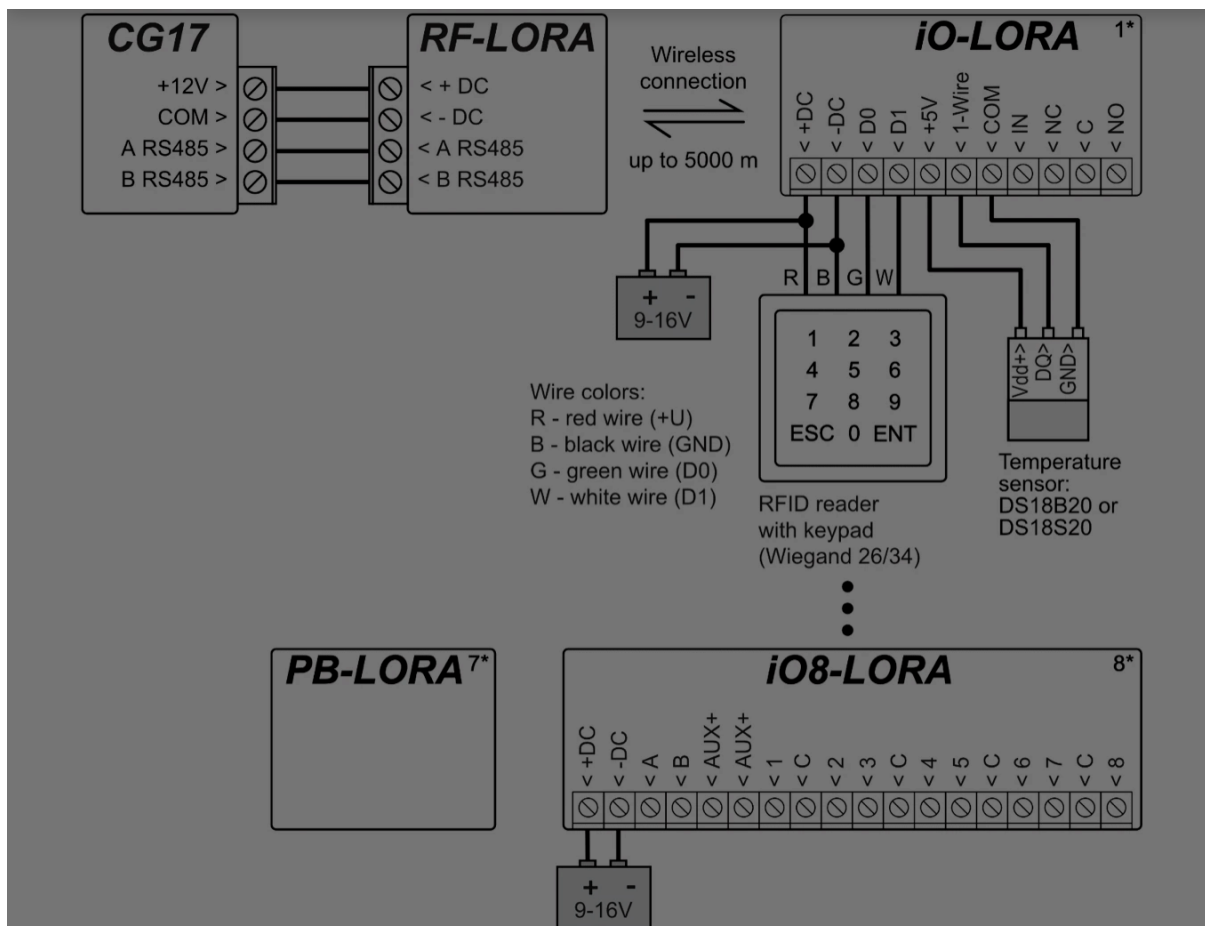 CG17
+12V >
COM >
A RS485 >
B RS485 >
RF-LORA
< + DC
< - DC
< A RS485
< B RS485
Wireless
connection
up to 5000 m
iO-LORA 1*
< +DC
< -DC
< D0
< D1
< +5V
< 1-Wire
< COM
< IN
< NC
< C
< NO
+ -
9-16V
R B G W
1 2 3
4 5 6
7 8 9
ESC 0 ENT
Vdd+>
DQ>
GND>
Wire colors:
R - red wire (+U)
B - black wire (GND)
G - green wire (D0)
W - white wire (D1)
RFID reader
with keypad
(Wiegand 26/34)
Temperature
sensor:
DS18B20 or
DS18S20
PB-LORA 7*
iO8-LORA 8*
< +DC
< -DC
< A
< B
< AUX+
< AUX+
< 1
< C
< 2
< 3
< C
< 4
< 5
< C
< 6
< 7
< C
< 8
+ -
9-16V